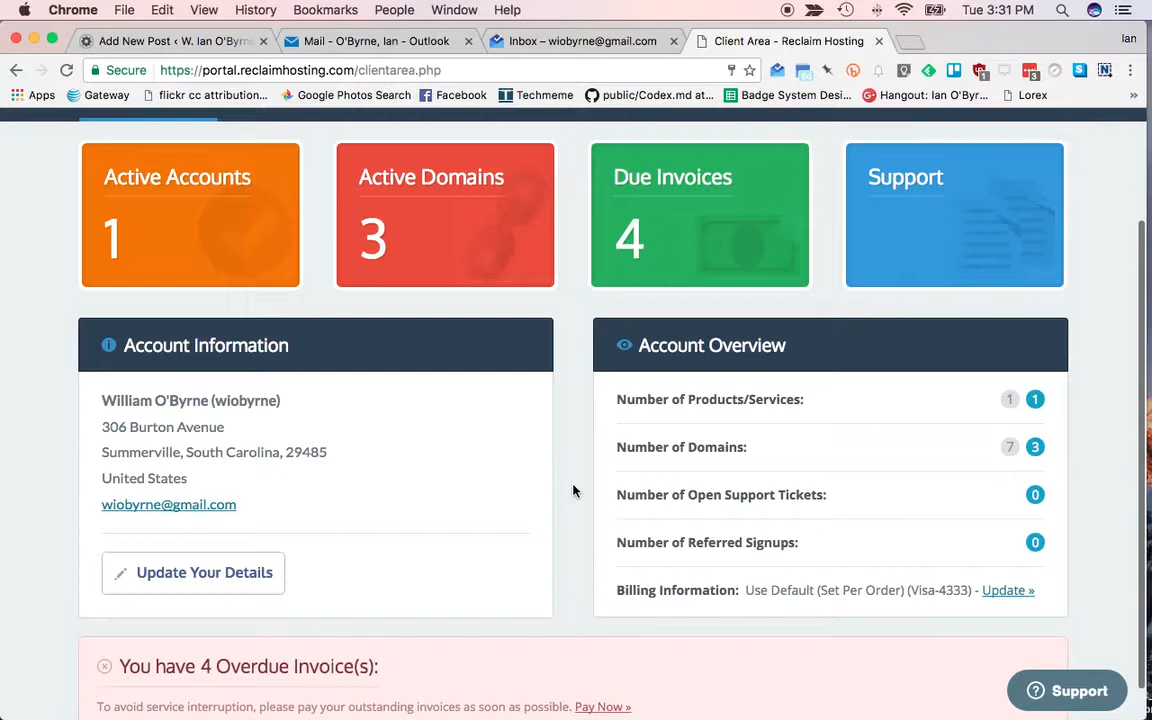 Chrome File Edit View History Bookmarks People Window Help Tue 3:31 PM
Add New Post ‹ W. Ian O'Byrn Mail - O'Byrne, Ian - Outlook Inbox – wiobyrne@gmail.com Client Area - Reclaim Hosting Ian
Secure https://portal.reclaimhosting.com/clientarea.php
Apps Gateway flickr cc attribution... Google Photos Search Facebook Techmeme public/Codex.md at... Badge System Desi... Hangout: Ian O'Byr... Lorex »
Active Accounts
1
Active Domains
3
Due Invoices
4
Support
Account Information
William O'Byrne (wiobyrne)
306 Burton Avenue
Summerville, South Carolina, 29485
United States
wiobyrne@gmail.com
Update Your Details
Account Overview
Number of Products/Services: 1 1
Number of Domains: 7 3
Number of Open Support Tickets: 0
Number of Referred Signups: 0
Billing Information: Use Default (Set Per Order) (Visa-4333) - Update »
You have 4 Overdue Invoice(s):
To avoid service interruption, please pay your outstanding invoices as soon as possible. Pay Now »
Support